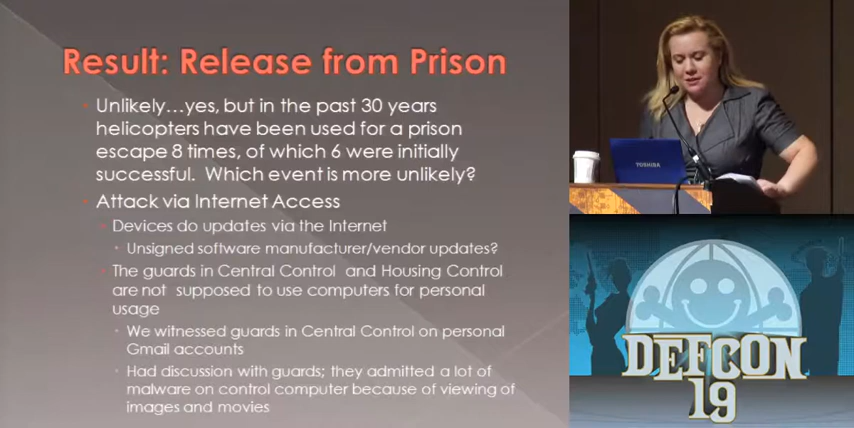 Result: Release from Prison
Unlikely…yes, but in the past 30 years
helicopters have been used for a prison
escape 8 times, of which 6 were initially
successful. Which event is more unlikely?
Attack via Internet Access
Devices do updates via the Internet
Unsigned software manufacturer/vendor updates?
The guards in Central Control and Housing Control
are not supposed to use computers for personal
usage
We witnessed guards in Central Control on personal
Gmail accounts
Had discussion with guards; they admitted a lot of
malware on control computer because of viewing of
images and movies
TOSHIBA
DEFCON
19